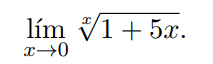 lím x→0 ˣ√1 + 5x.